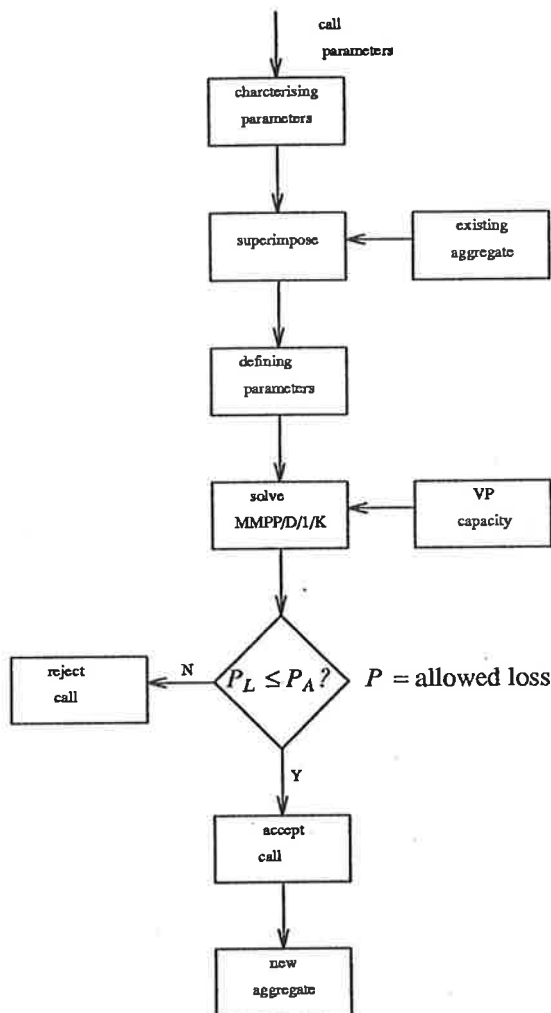 call
parameters
charcterising
parameters
superimpose
existing
aggregate
defining
parameters
solve
MMPP/D/1/K
VP
capacity
reject
call
N
P_L ≤ P_A?
P = allowed loss
Y
accept
call
new
aggregate